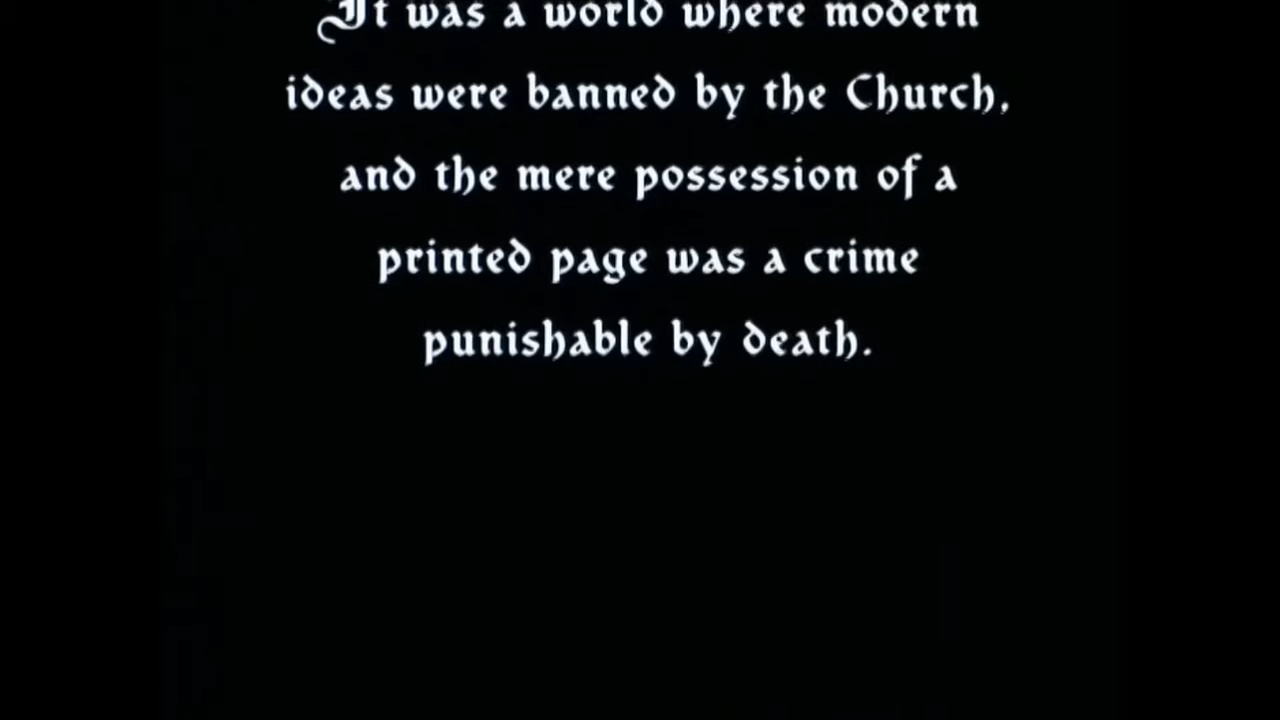 It was a world where modern
ideas were banned by the Church,
and the mere possession of a
printed page was a crime
punishable by death.